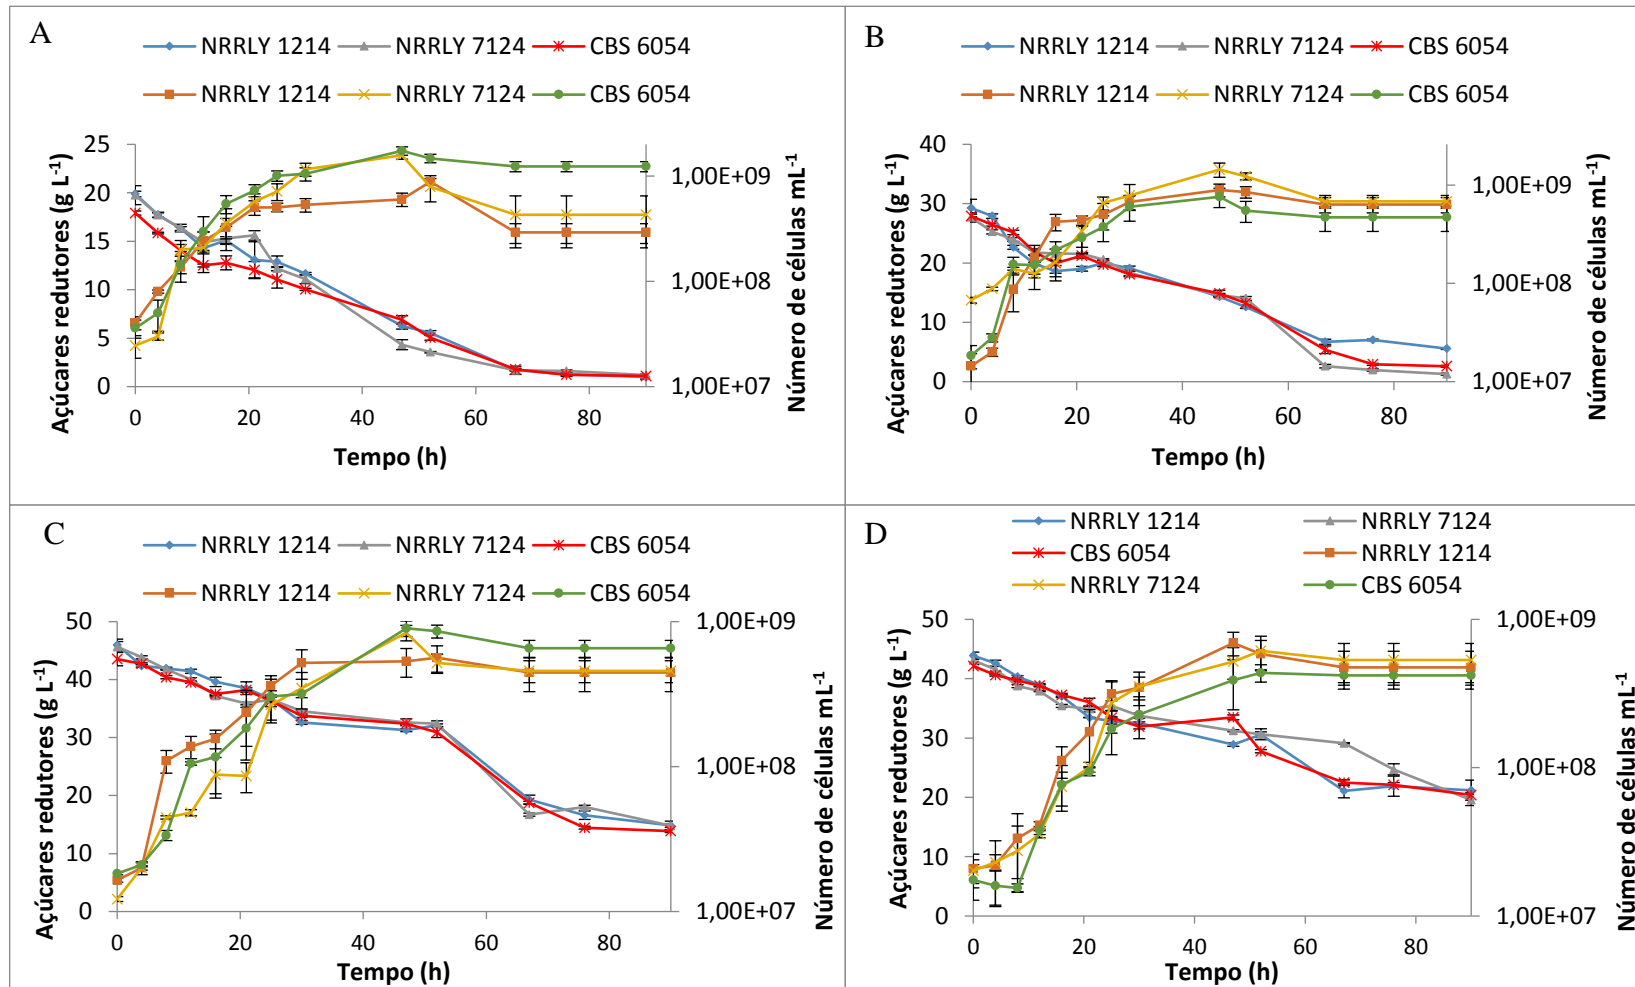 A
NRRLY 1214 NRRLY 7124 CBS 6054
NRRLY 1214 NRRLY 7124 CBS 6054
Açúcares redutores (g L-1)
25
20
15
10
5
0
1,00E+09
1,00E+08
1,00E+07
Número de células mL-1
0 20 40 60 80
Tempo (h)
B
NRRLY 1214 NRRLY 7124 CBS 6054
NRRLY 1214 NRRLY 7124 CBS 6054
Açúcares redutores (g L-1)
40
30
20
10
0
1,00E+09
1,00E+08
1,00E+07
Número de células mL-1
0 20 40 60 80
Tempo (h)
C
NRRLY 1214 NRRLY 7124 CBS 6054
NRRLY 1214 NRRLY 7124 CBS 6054
Açúcares redutores (g L-1)
50
40
30
20
10
0
1,00E+09
1,00E+08
1,00E+07
Número de células mL-1
0 20 40 60 80
Tempo (h)
D
NRRLY 1214 NRRLY 7124
CBS 6054 NRRLY 1214
NRRLY 7124 CBS 6054
Açúcares redutores (g L-1)
50
40
30
20
10
0
1,00E+09
1,00E+08
1,00E+07
Número de células mL-1
0 20 40 60 80
Tempo (h)